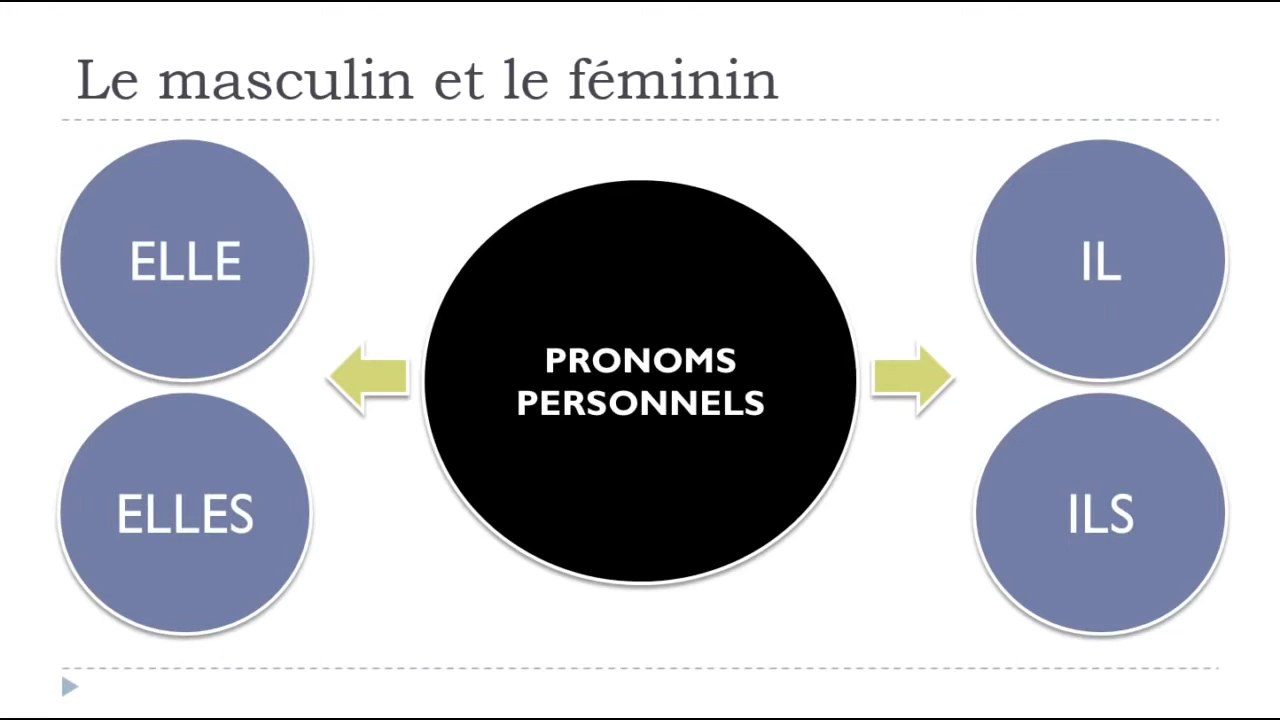 Le masculin et le féminin
ELLE
ELLES
PRONOMS
PERSONNELS
IL
ILS